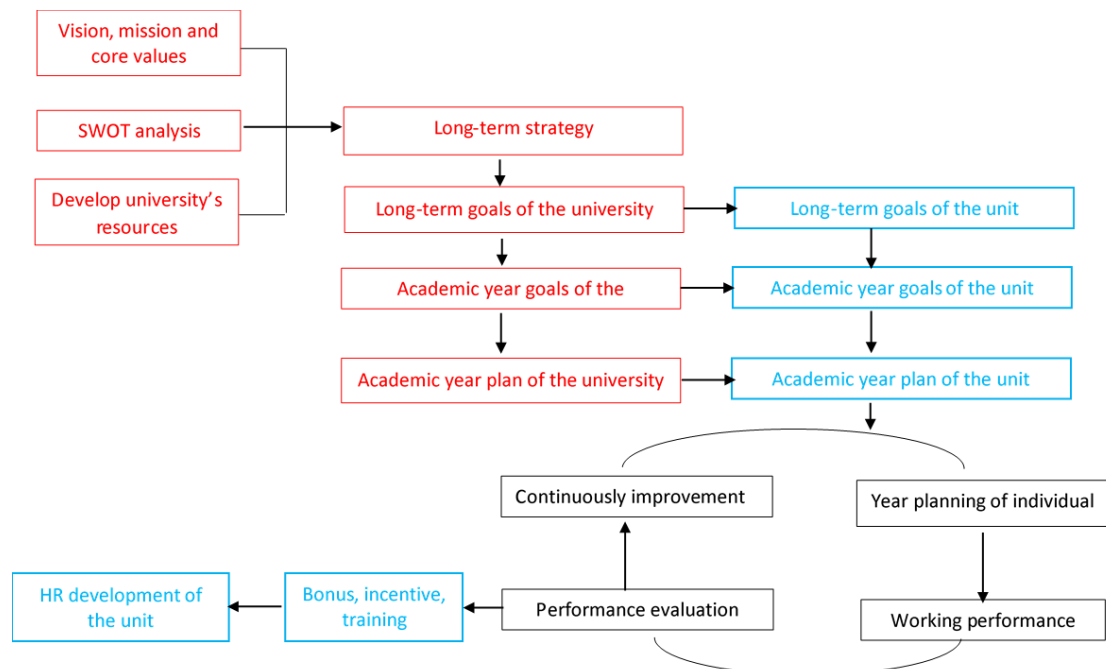 Vision, mission and
core values
SWOT analysis
Long-term strategy
Develop university’s
resources
Long-term goals of the university
Long-term goals of the unit
Academic year goals of the
Academic year goals of the unit
Academic year plan of the university
Academic year plan of the unit
Continuously improvement
Year planning of individual
HR development of
the unit
Bonus, incentive,
training
Performance evaluation
Working performance